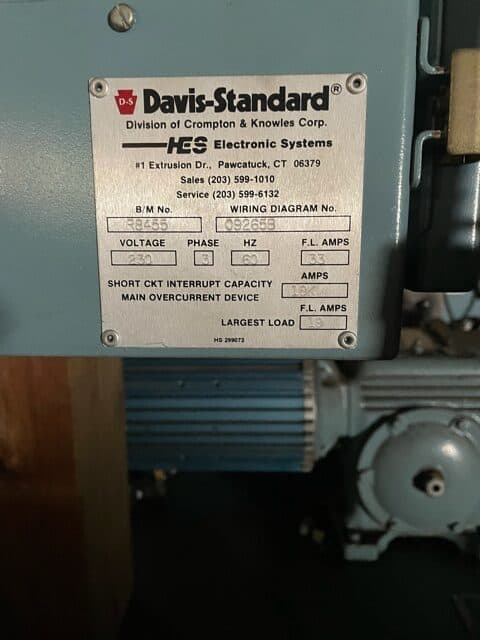 D-S Davis-Standard®
Division of Crompton & Knowles Corp.
HES Electronic Systems
#1 Extrusion Dr., Pawcatuck, CT 06379
Sales (203) 599-1010
Service (203) 599-6132
B/M No. WIRING DIAGRAM No.
R8455 09265B
VOLTAGE PHASE HZ F.L. AMPS
230 3 60 33
SHORT CKT INTERRUPT CAPACITY AMPS
MAIN OVERCURRENT DEVICE 18K
F.L. AMPS
LARGEST LOAD
HS 299073